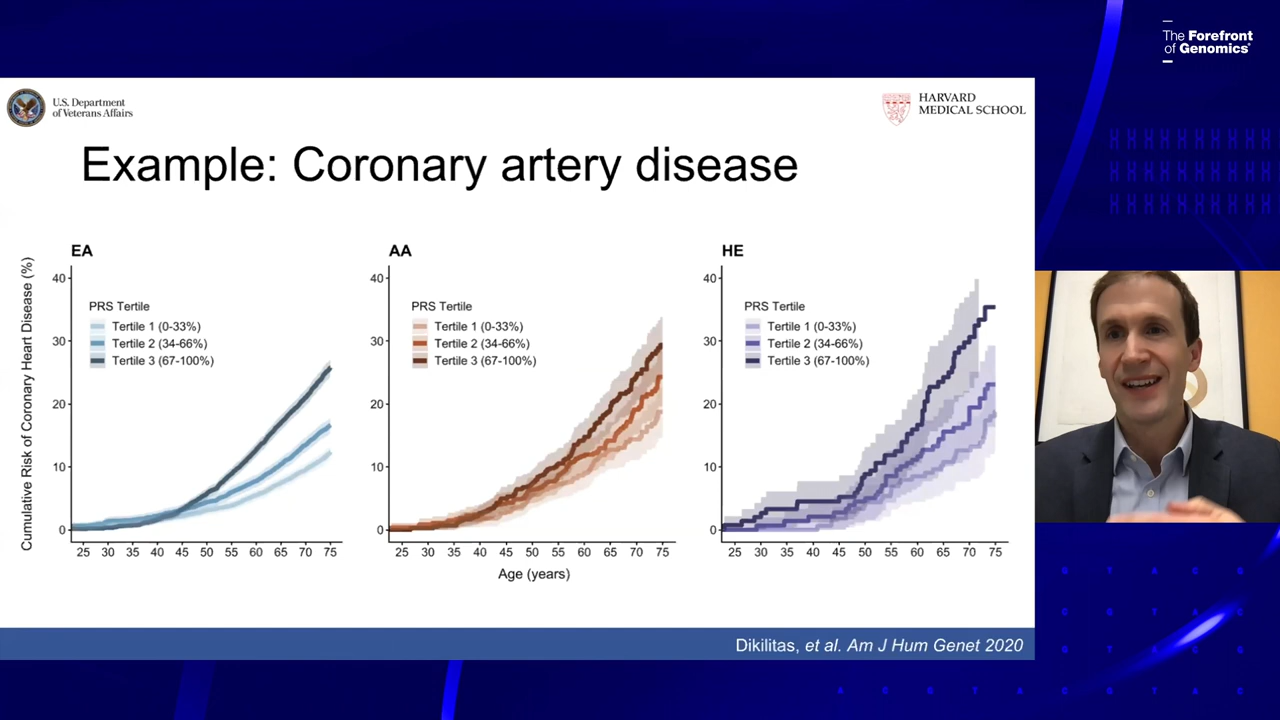 The Forefront
of Genomics®
U.S. Department
of Veterans Affairs
HARVARD
MEDICAL SCHOOL
Example: Coronary artery disease
Cumulative Risk of Coronary Heart Disease (%)
EA
40
30
20
10
0
PRS Tertile
Tertile 1 (0-33%)
Tertile 2 (34-66%)
Tertile 3 (67-100%)
25 30 35 40 45 50 55 60 65 70 75
AA
40
30
20
10
0
PRS Tertile
Tertile 1 (0-33%)
Tertile 2 (34-66%)
Tertile 3 (67-100%)
25 30 35 40 45 50 55 60 65 70 75
HE
40
30
20
10
0
PRS Tertile
Tertile 1 (0-33%)
Tertile 2 (34-66%)
Tertile 3 (67-100%)
25 30 35 40 45 50 55 60 65 70 75
Age (years)
Dikilitas, et al. Am J Hum Genet 2020